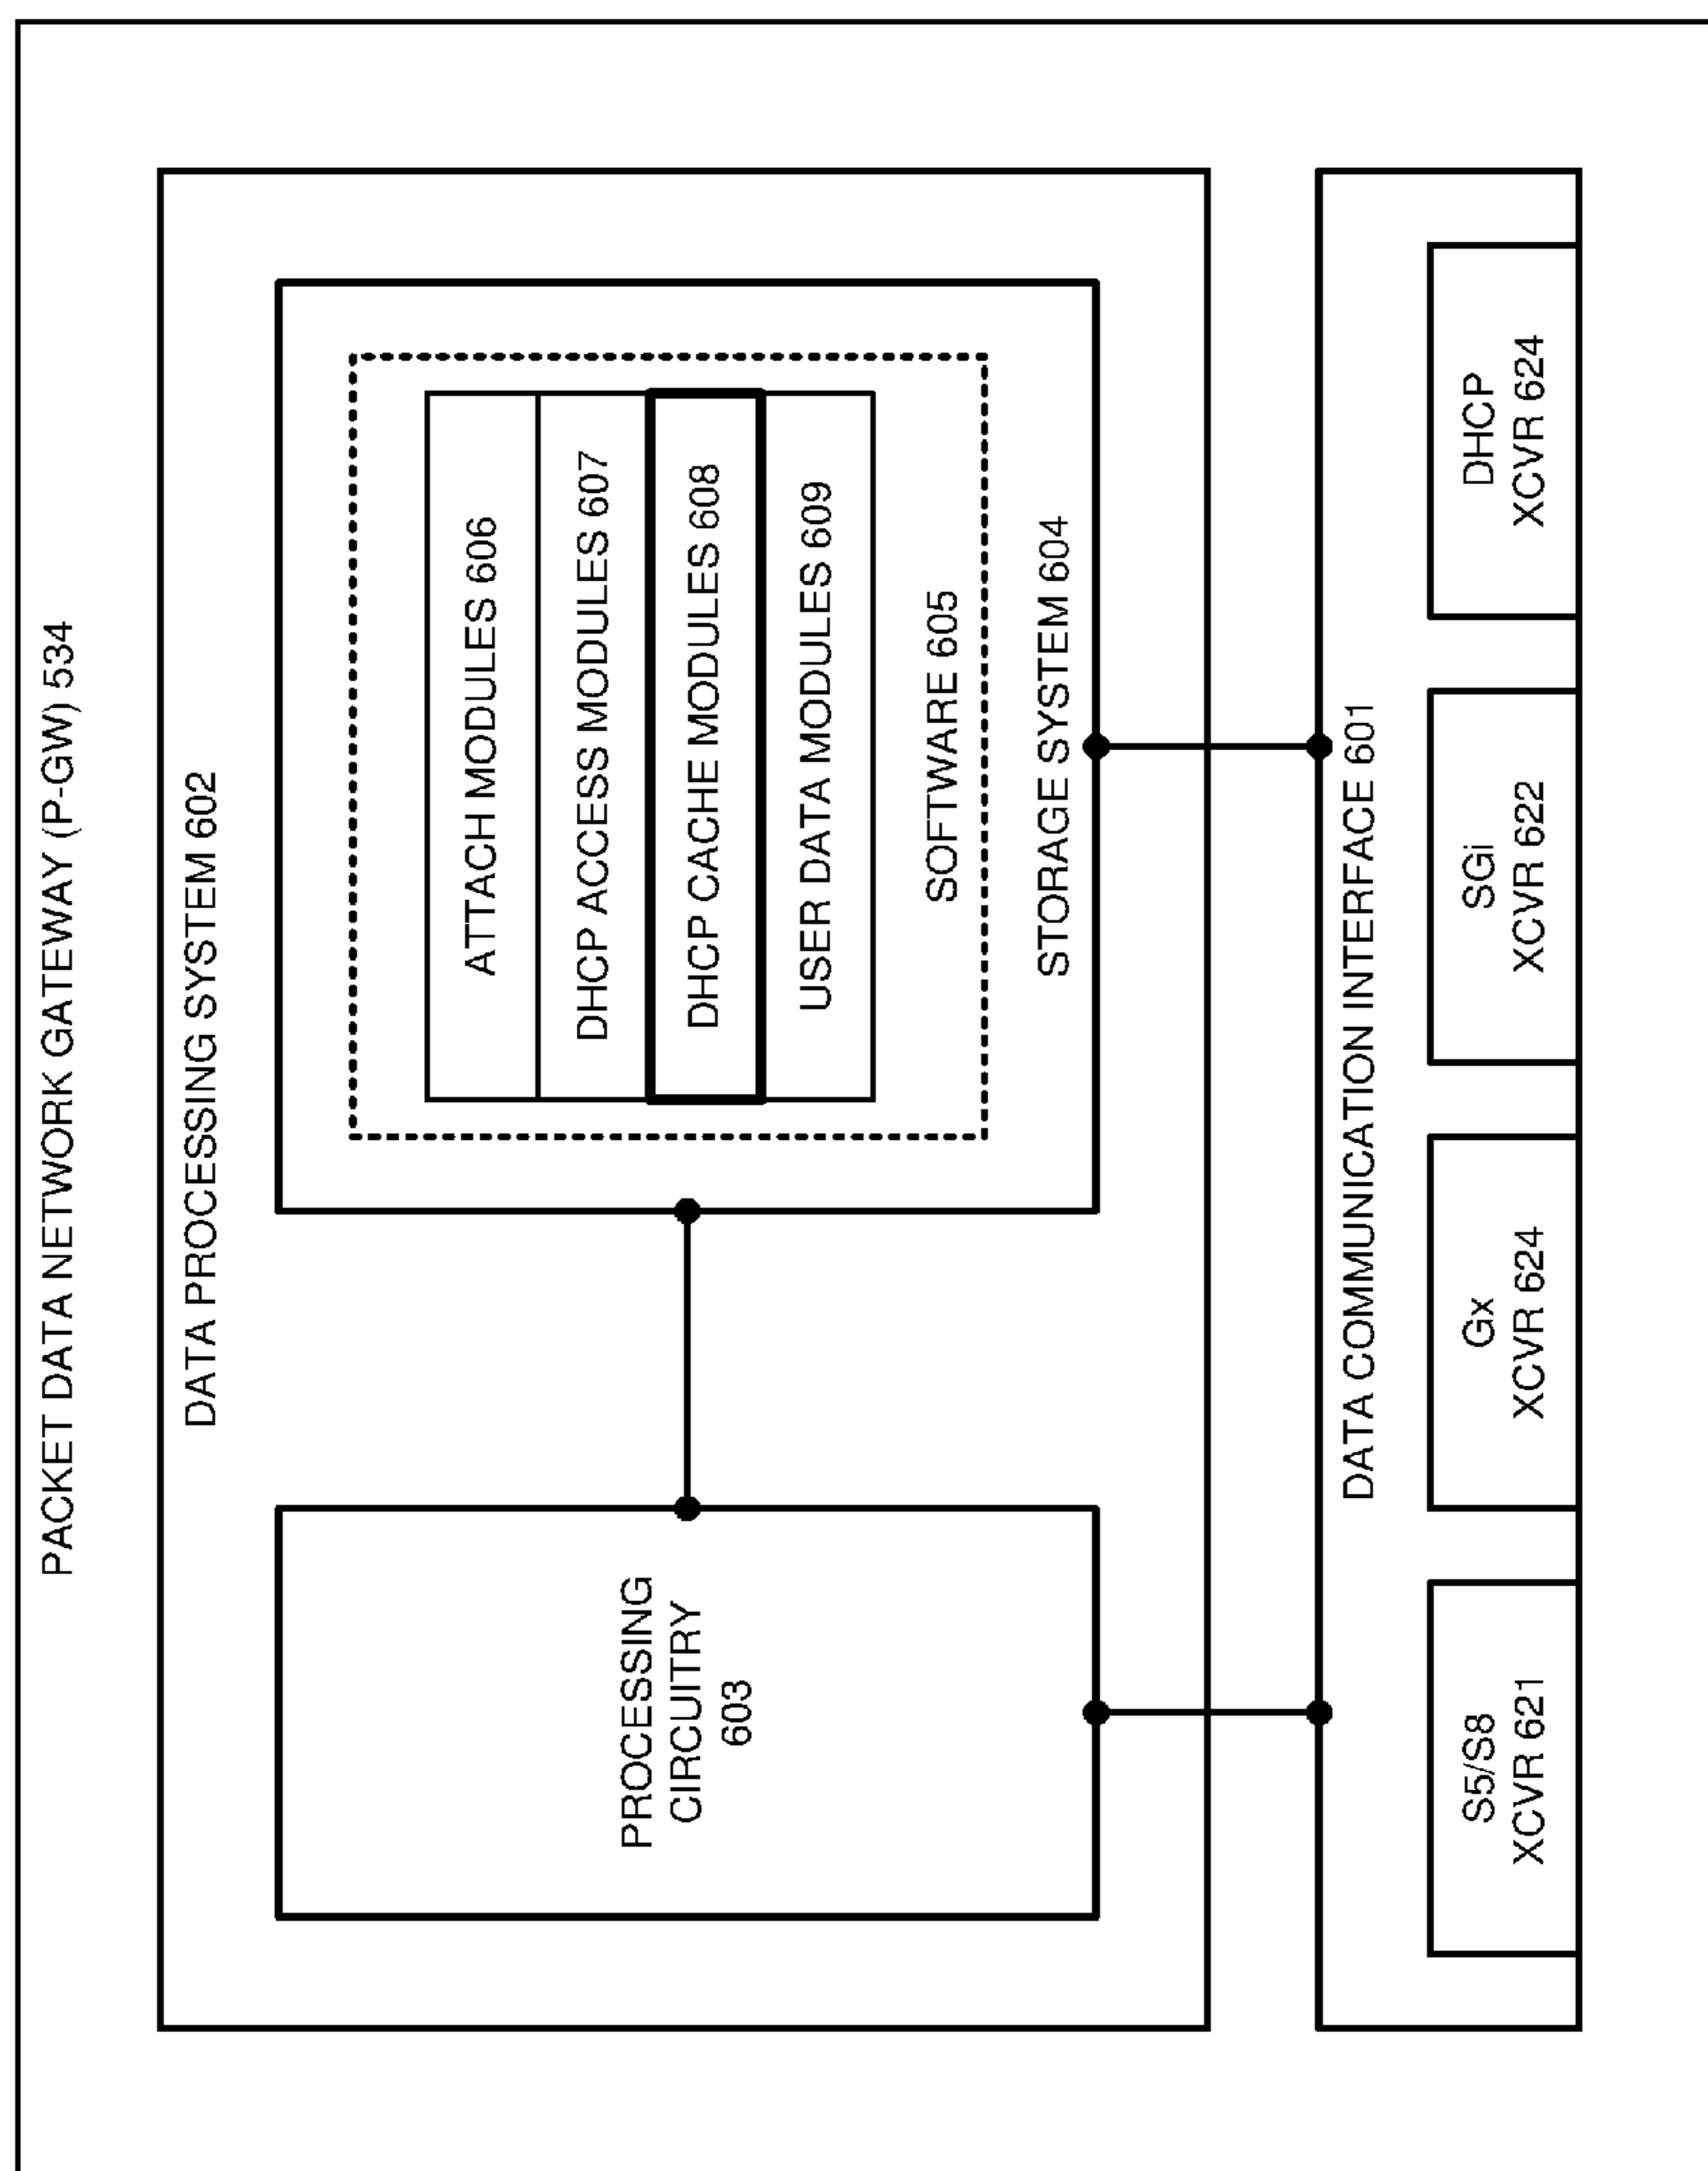 PACKET DATA NETWORK GATEWAY (P-GW) 534
DATA PROCESSING SYSTEM 602
PROCESSING
CIRCUITRY
603
ATTACH MODULES 606
DHCP ACCESS MODULES 607
DHCP CACHE MODULES 608
USER DATA MODULES 609
SOFTWARE 605
STORAGE SYSTEM 604
DATA COMMUNICATION INTERFACE 601
S5/S8
XCVR 621
Gx
XCVR 624
SGi
XCVR 622
DHCP
XCVR 624